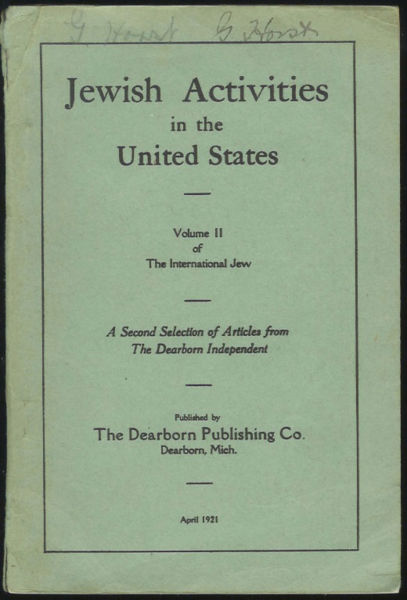 G Horst G Horst
Jewish Activities
in the
United States
Volume II
of
The International Jew
A Second Selection of Articles from
The Dearborn Independent
Published by
The Dearborn Publishing Co.
Dearborn, Mich.
April 1921